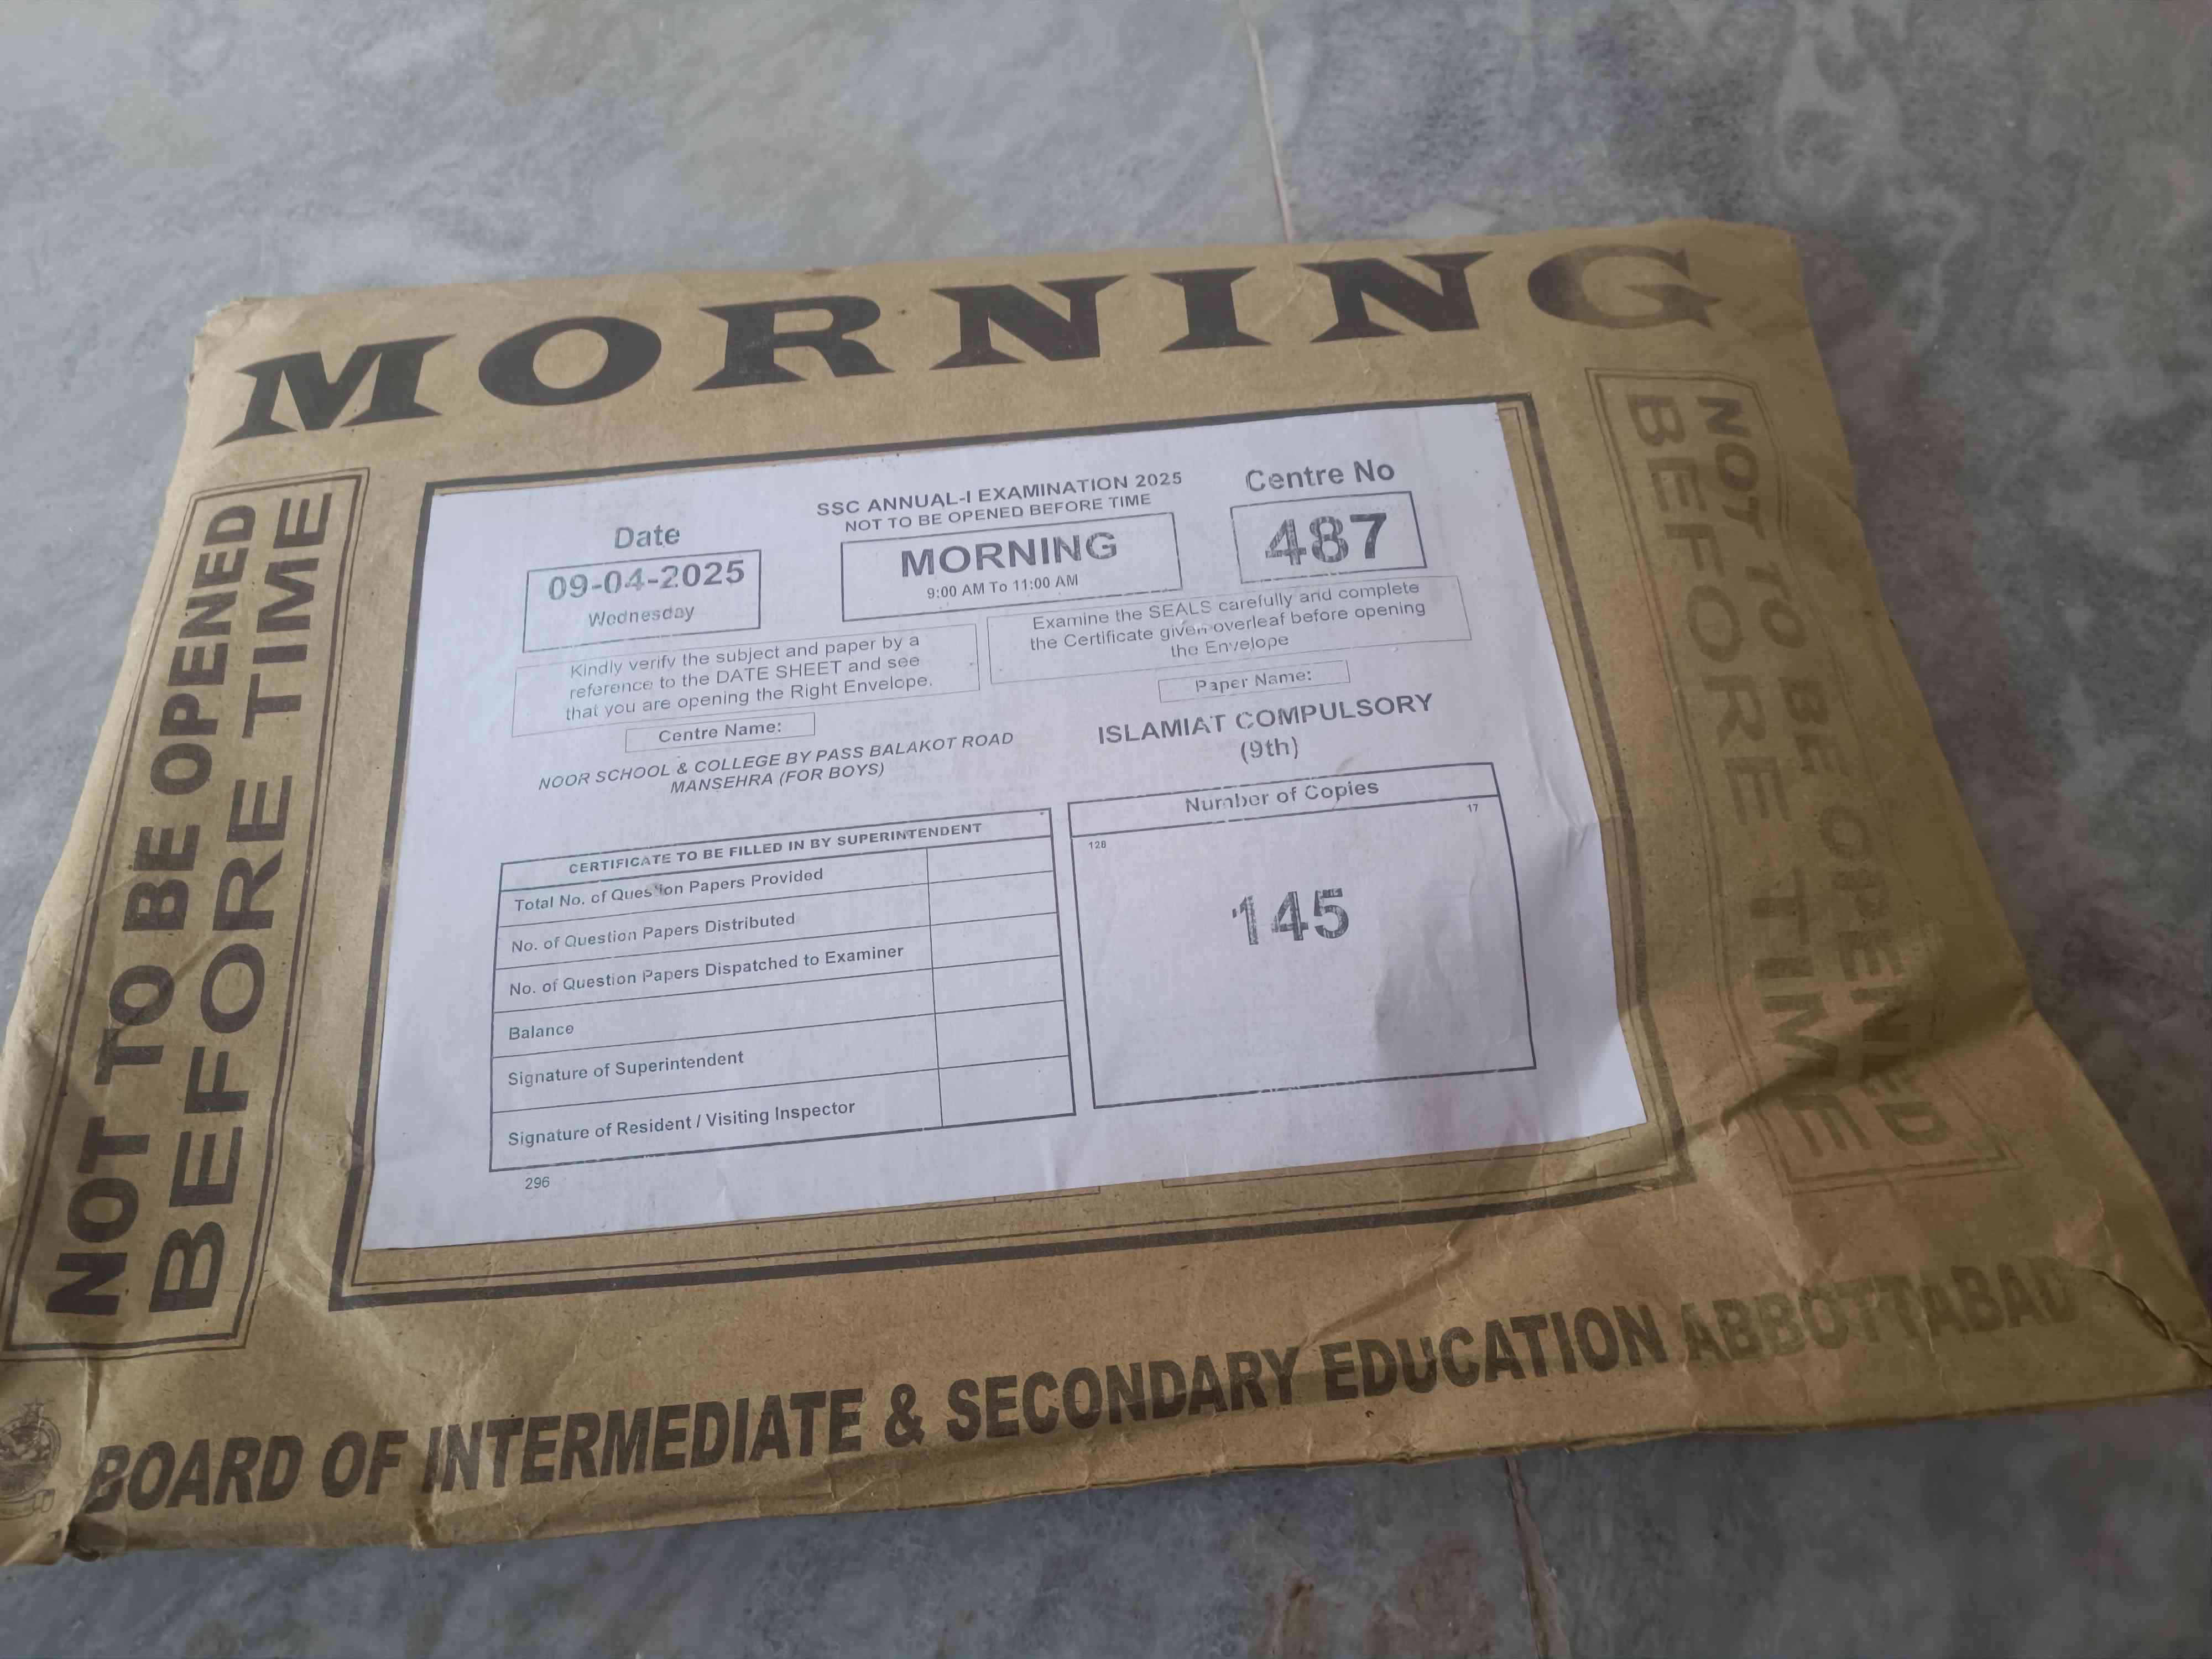 MORNING
NOT TO BE OPENED
BEFORE TIME
SSC ANNUAL-I EXAMINATION 2025
NOT TO BE OPENED BEFORE TIME
Date
09-04-2025
Wednesday
MORNING
9:00 AM To 11:00 AM
Centre No
487
Kindly verify the subject and paper by a
reference to the DATE SHEET and see
that you are opening the Right Envelope.
Examine the SEALS carefully and complete
the Certificate given overleaf before opening
the Envelope
Centre Name:
NOOR SCHOOL & COLLEGE BY PASS BALAKOT ROAD
MANSEHRA (FOR BOYS)
Paper Name:
ISLAMIAT COMPULSORY
(9th)
CERTIFICATE TO BE FILLED IN BY SUPERINTENDENT
Total No. of Question Papers Provided
No. of Question Papers Distributed
No. of Question Papers Dispatched to Examiner
Balance
Signature of Superintendent
Signature of Resident / Visiting Inspector
296
Number of Copies
17
128
145
NOT TO BE OPENED
BEFORE TIME
BOARD OF INTERMEDIATE & SECONDARY EDUCATION ABBOTTABAD